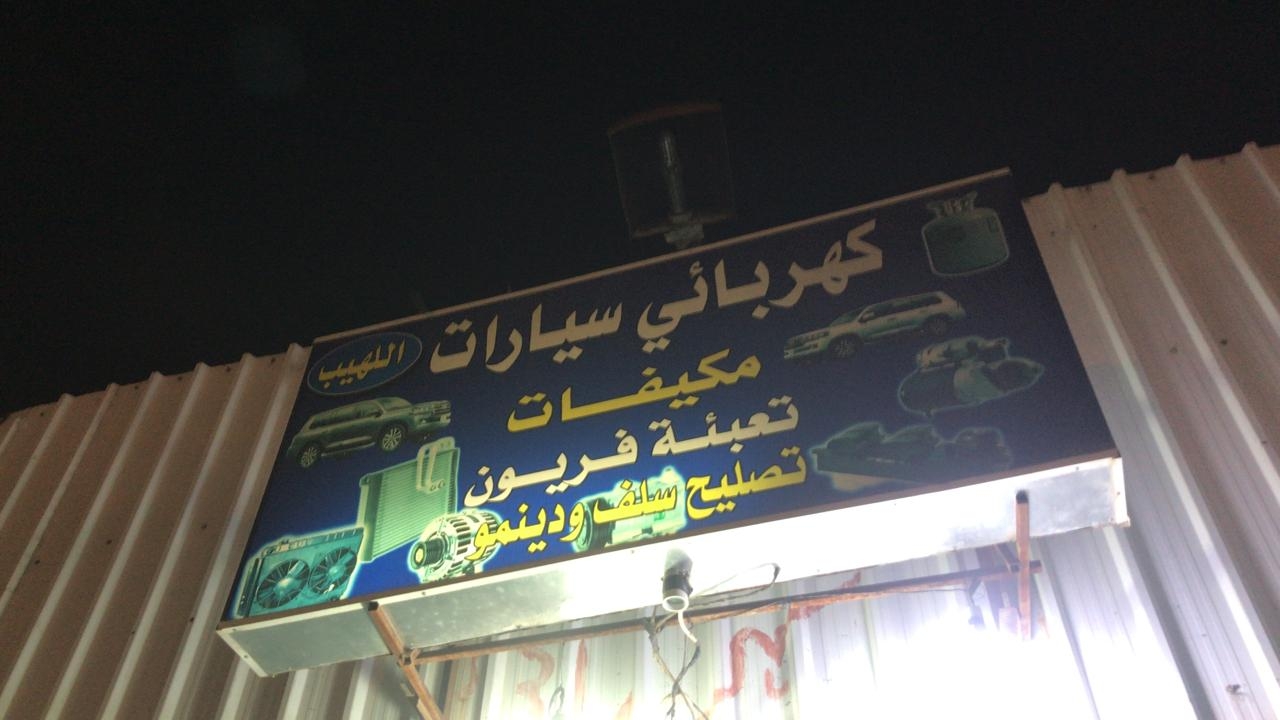 كهربائي سيارات
اللهيب
مكيفات
تعبئة فريون
تصليح سلف ودينمو